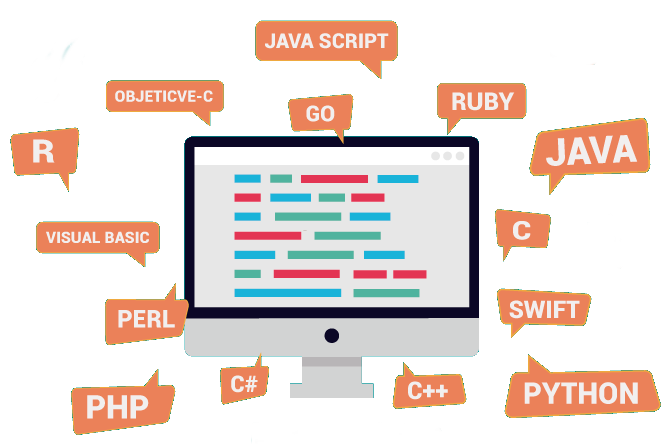 JAVA SCRIPT
OBJETICVE-C
GO
RUBY
R
JAVA
VISUAL BASIC
C
PERL
SWIFT
PHP
C#
C++
PYTHON